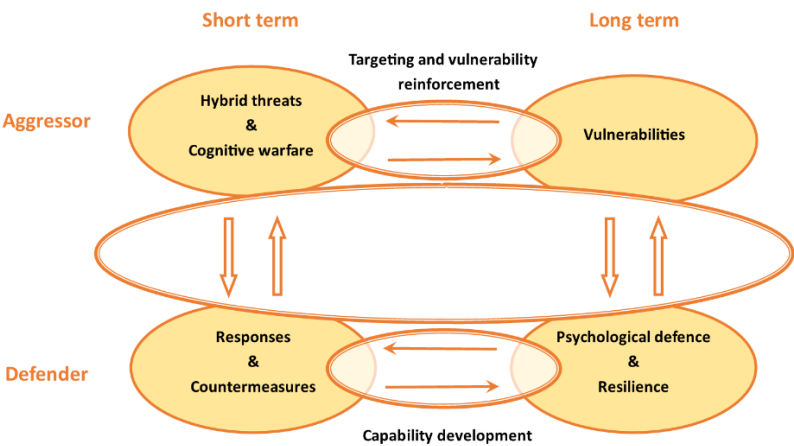 Short term
Long term
Targeting and vulnerability
reinforcement
Aggressor
Hybrid threats
&
Cognitive warfare
Vulnerabilities
Defender
Responses
&
Countermeasures
Psychological defence
&
Resilience
Capability development